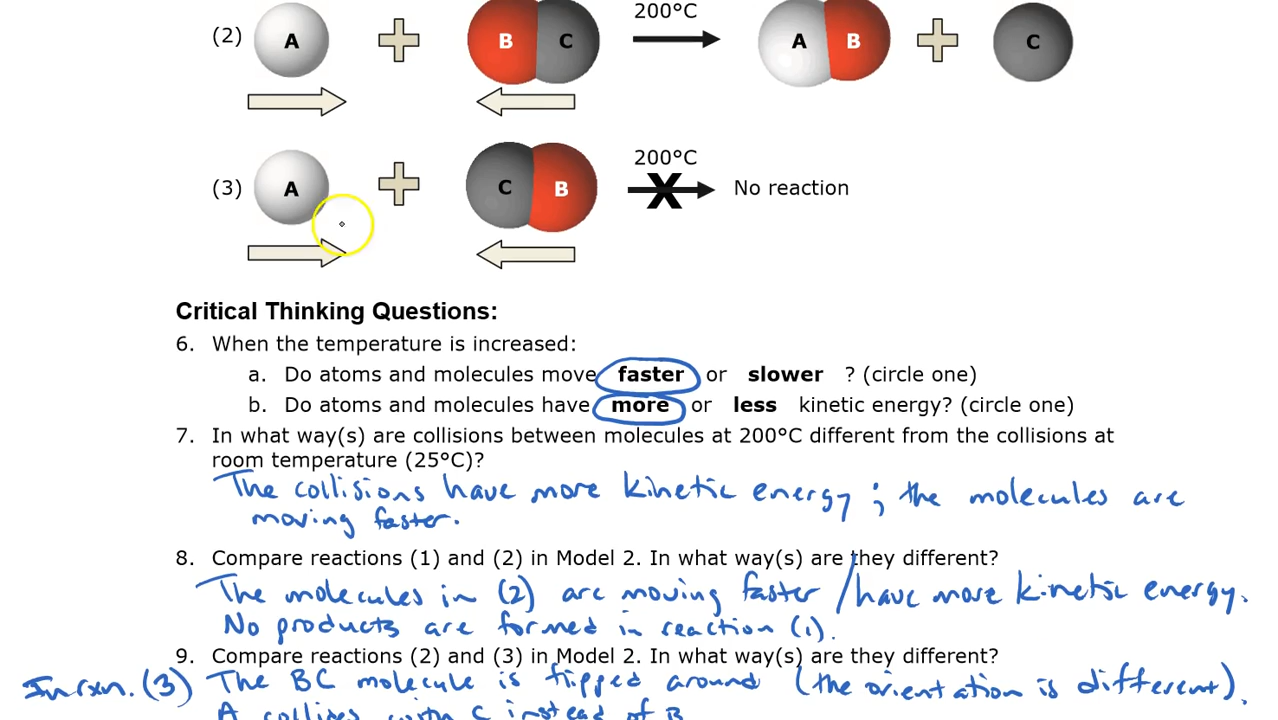 (2) A B C 200°C A B C
(3) A C B 200°C X No reaction
Critical Thinking Questions:
6. When the temperature is increased:
a. Do atoms and molecules move faster or slower ? (circle one)
b. Do atoms and molecules have more or less kinetic energy? (circle one)
7. In what way(s) are collisions between molecules at 200°C different from the collisions at
room temperature (25°C)?
The collisions have more kinetic energy; the molecules are
moving faster.
8. Compare reactions (1) and (2) in Model 2. In what way(s) are they different?
The molecules in (2) are moving faster / have more kinetic energy.
No products are formed in reaction (1).
9. Compare reactions (2) and (3) in Model 2. In what way(s) are they different?
In rxn. (3) The BC molecule is flipped around (the orientation is different).
A collides with C instead of B